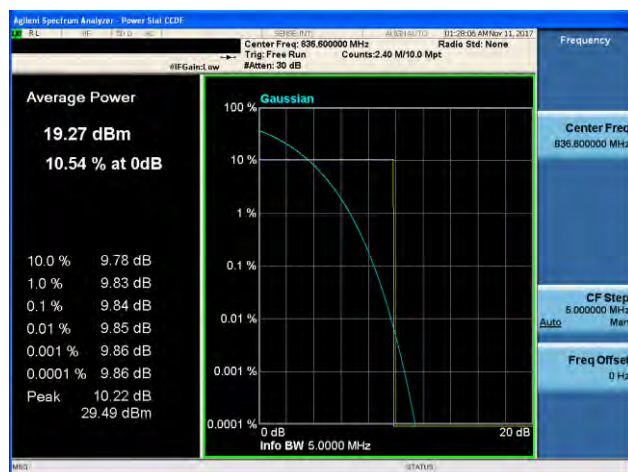 Agilent Spectrum Analyzer - Power Stat CCDF
RL RF 50 Ω AC SENSE:INT ALIGN AUTO 01:28:06 AM Nov 11, 2017
Center Freq: 836.600000 MHz Radio Std: None
Trig: Free Run Counts:2.40 M/10.0 Mpt
#IFGain:Low #Atten: 30 dB
Frequency
Average Power
19.27 dBm
10.54 % at 0dB
10.0 % 9.78 dB
1.0 % 9.83 dB
0.1 % 9.84 dB
0.01 % 9.85 dB
0.001 % 9.86 dB
0.0001 % 9.86 dB
Peak 10.22 dB
29.49 dBm
100 % Gaussian
10 %
1 %
0.1 %
0.01 %
0.001 %
0.0001 %
0 dB 20 dB
Info BW 5.0000 MHz
Center Freq
836.600000 MHz
CF Step
5.000000 MHz
Auto Man
Freq Offset
0 Hz
MSG STATUS